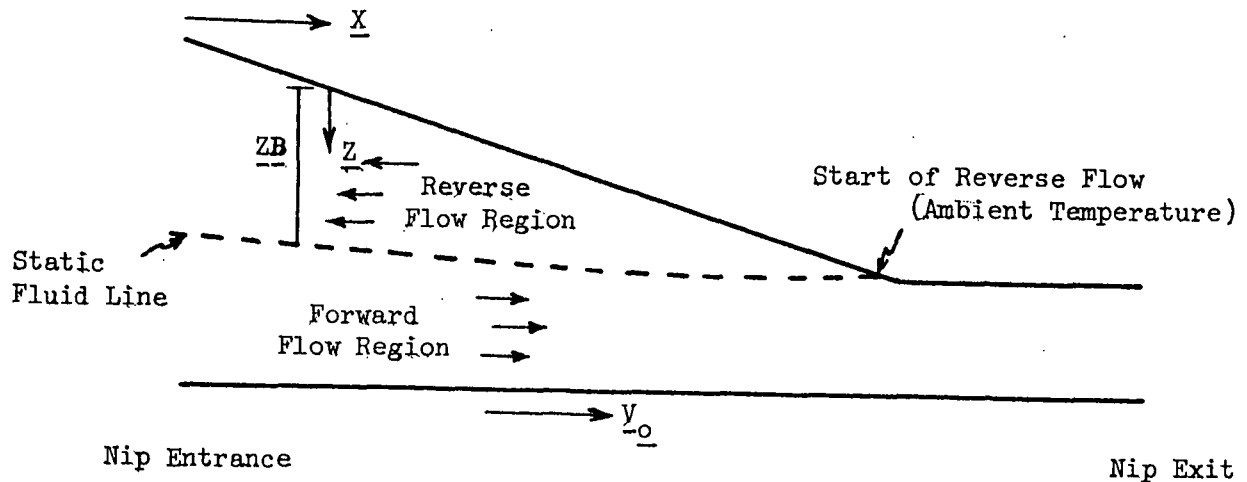 X
ZB
Z
Reverse
Flow Region
Start of Reverse Flow
(Ambient Temperature)
Static
Fluid Line
Forward
Flow Region
Vo
Nip Entrance
Nip Exit